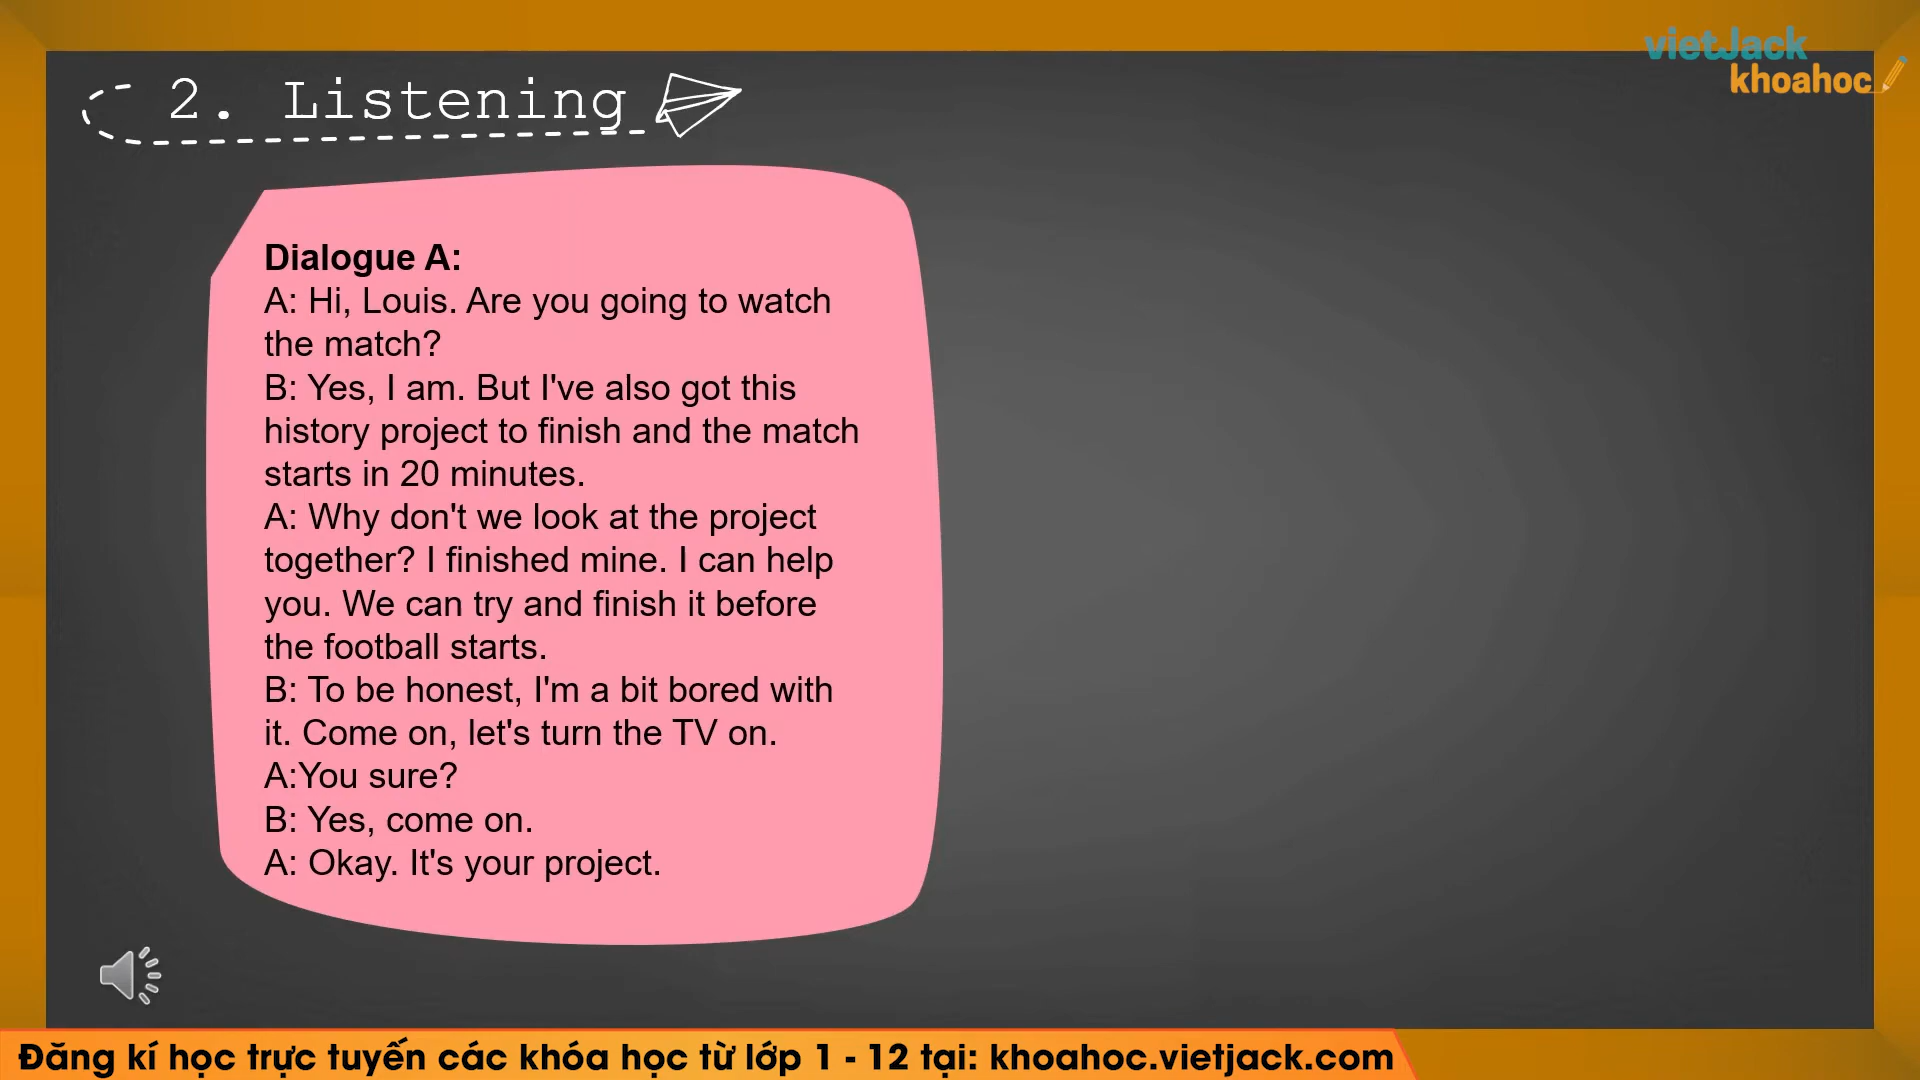 vietJack
khoahoc
2. Listening
Dialogue A:
A: Hi, Louis. Are you going to watch
the match?
B: Yes, I am. But I've also got this
history project to finish and the match
starts in 20 minutes.
A: Why don't we look at the project
together? I finished mine. I can help
you. We can try and finish it before
the football starts.
B: To be honest, I'm a bit bored with
it. Come on, let's turn the TV on.
A:You sure?
B: Yes, come on.
A: Okay. It's your project.
Đăng kí học trực tuyến các khóa học từ lớp 1 - 12 tại: khoahoc.vietjack.com